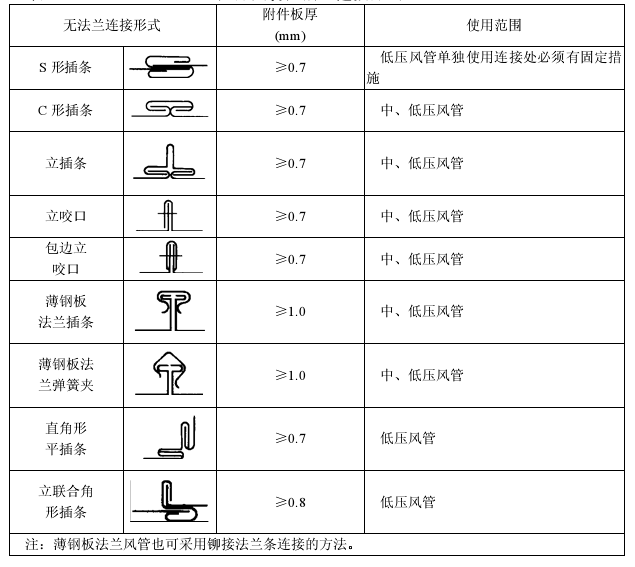 无法兰连接形式
附件板厚
(mm)
使用范围
S 形插条
≥0.7
低压风管单独使用连接处必须有固定措
施
C 形插条
≥0.7
中、低压风管
立插条
≥0.7
中、低压风管
立咬口
≥0.7
中、低压风管
包边立
咬口
≥0.7
中、低压风管
薄钢板
法兰插条
≥1.0
中、低压风管
薄钢板法
兰弹簧夹
≥1.0
中、低压风管
直角形
平插条
≥0.7
低压风管
立联合角
形插条
≥0.8
低压风管
注：薄钢板法兰风管也可采用铆接法兰条连接的方法。